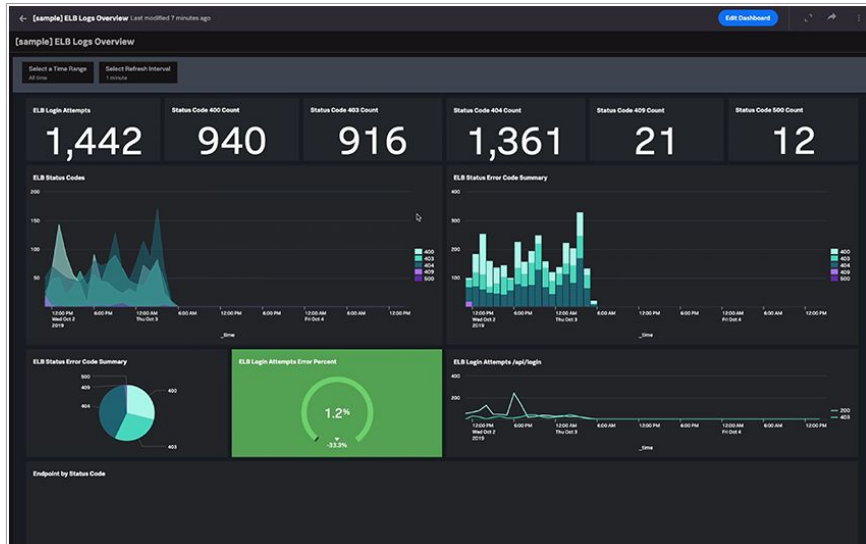 ← [sample] ELB Logs Overview Last modified 7 minutes ago
Edit Dashboard
[sample] ELB Logs Overview
Select a Time Range
All time
Select Refresh Interval
1 minute
ELB Login Attempts
1,442
Status Code 400 Count
940
Status Code 403 Count
916
Status Code 404 Count
1,361
Status Code 409 Count
21
Status Code 500 Count
12
ELB Status Codes
200
150
100
50
12:00 PM 6:00 PM 12:00 AM 6:00 AM 12:00 PM 6:00 PM 12:00 AM 6:00 AM 12:00 PM
Wed Oct 2 Thu Oct 3 Fri Oct 4
2019
_time
400
403
404
409
500
ELB Status Error Code Summary
400
300
200
100
12:00 PM 6:00 PM 12:00 AM 6:00 AM 12:00 PM 6:00 PM 12:00 AM 6:00 AM 12:00 PM
Wed Oct 2 Thu Oct 3 Fri Oct 4
2019
_time
400
403
404
409
500
ELB Status Error Code Summary
500
409
404
400
403
ELB Login Attempts Error Percent
1.2%
-33.3%
ELB Login Attempts /api/login
400
200
12:00 PM 6:00 PM 12:00 AM 6:00 AM 12:00 PM 6:00 PM 12:00 AM 6:00 AM 12:00 PM
Wed Oct 2 Thu Oct 3 Fri Oct 4
2019
_time
200
403
Endpoint by Status Code